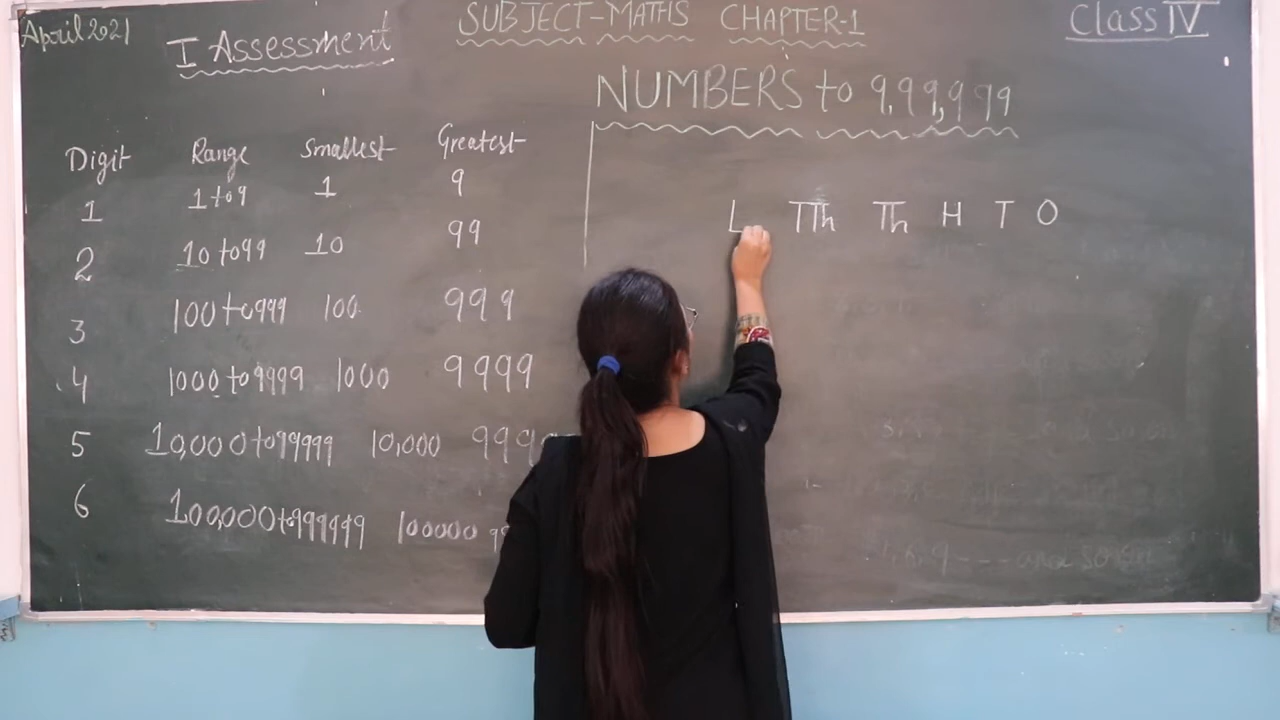 April 2021
I Assessment
SUBJECT-MATHS CHAPTER-1
Class IV
NUMBERS to 9,99,999
Digit Range Smallest Greatest
1 1 to 9 1 9
2 10 to 99 10 99
3 100 to 999 100 999
4 1000 to 9999 1000 9999
5 10,000 to 99999 10,000 999
6 100,000 to 999999 100000 99
L TTh Th H T O